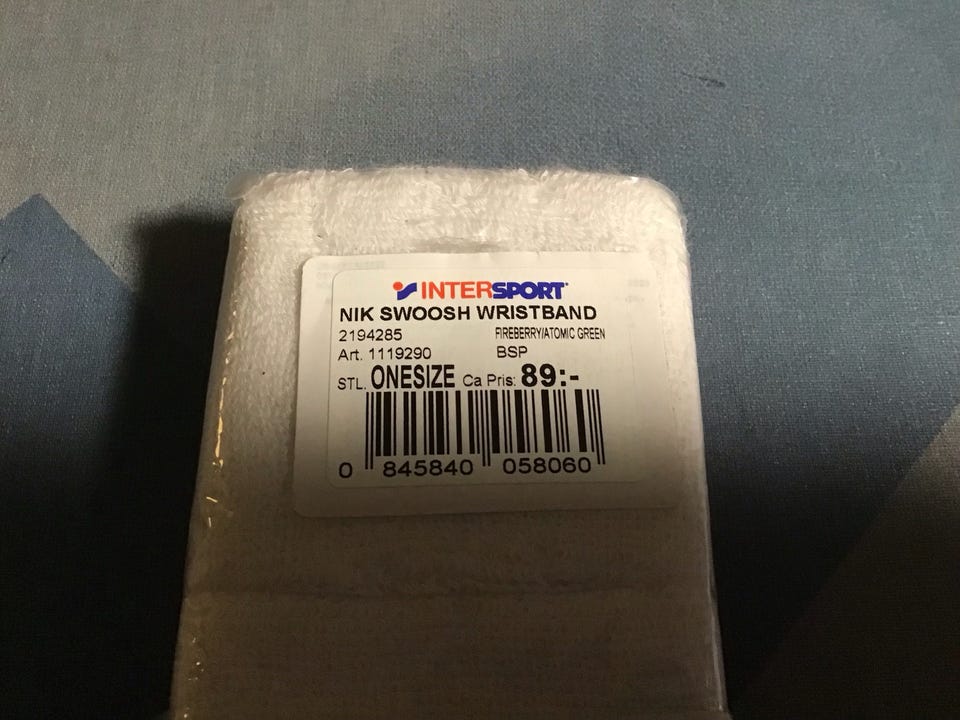 INTERSPORT
NIK SWOOSH WRISTBAND
2194285 FIREBERRY/ATOMIC GREEN
Art. 1119290 BSP
STL. ONESIZE Ca Pris: 89:-
0 845840 058060